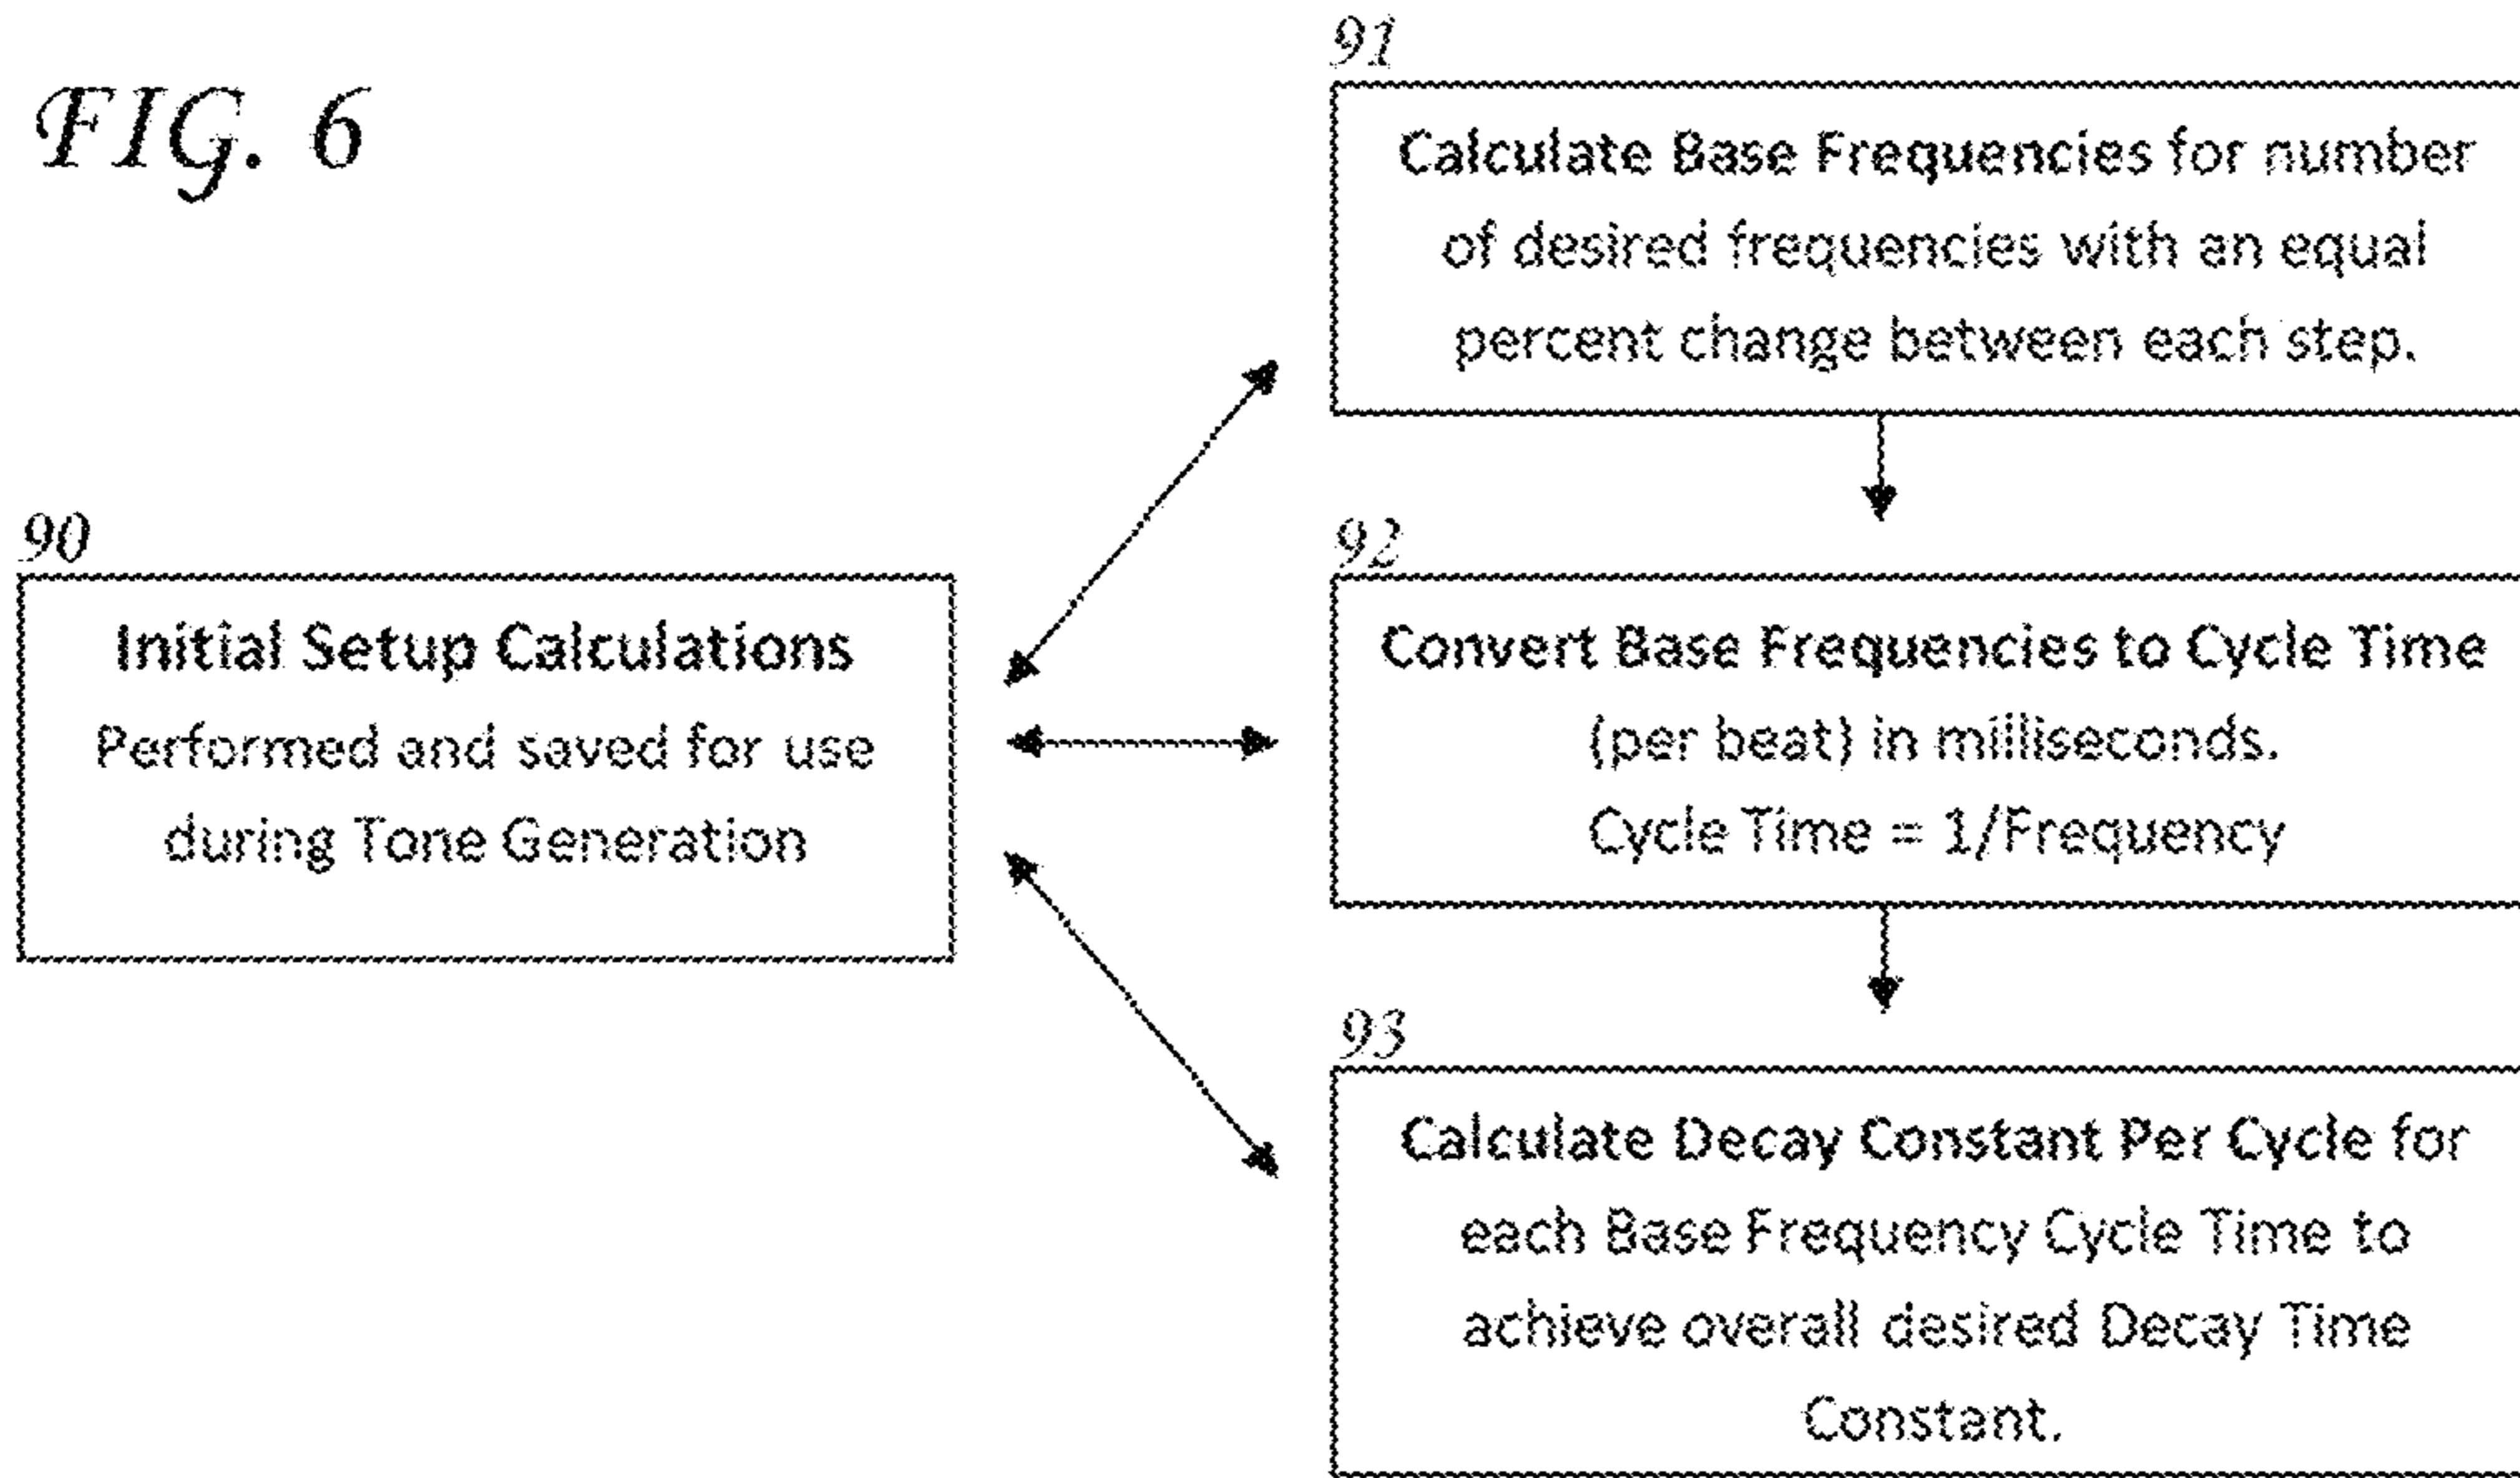 FIG. 6
91
Calculate Base Frequencies for number
of desired frequencies with an equal
percent change between each step.
90
Initial Setup Calculations
Performed and saved for use
during Tone Generation
92
Convert Base Frequencies to Cycle Time
(per beat) in milliseconds.
Cycle Time = 1/Frequency
93
Calculate Decay Constant Per Cycle for
each Base Frequency Cycle Time to
achieve overall desired Decay Time
Constant.